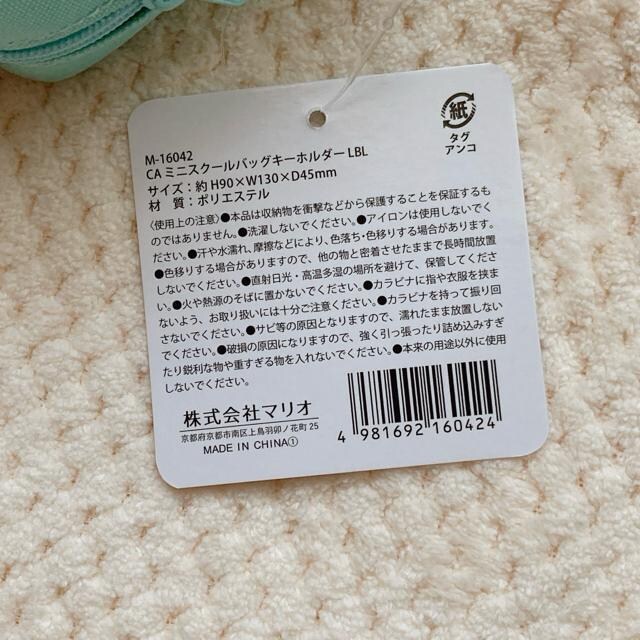 M-16042
CA ミニスクールバッグキーホルダー LBL
サイズ：約 H90×W130×D45mm
材　質：ポリエステル
〈使用上の注意〉●本品は収納物を衝撃などから保護することを保証するも
のではありません。●洗濯しないでください。●アイロンは使用しないでく
ださい。●汗や水濡れ、摩擦などにより、色落ち・色移りする場合があります。
●色移りする場合がありますので、他の物と密着させたままで長時間放置
しないでください。●直射日光・高温多湿の場所を避けて、保管してくださ
い。●火や熱源のそばに置かないでください。●カラビナに指や衣服を挟ま
ないよう、お取り扱いには十分ご注意ください。●カラビナを持って振り回
さないでください。●サビ等の原因となりますので、濡れたまま放置しない
でください。●破損の原因になりますので、強く引っ張ったり詰め込みすぎ
たり鋭利な物や重すぎる物を入れないでください。●本来の用途以外に使用
しないでください。
株式会社マリオ
京都府京都市南区上鳥羽卯ノ花町 25
MADE IN CHINA①
4 981692 160424
紙
タグ
アンコ